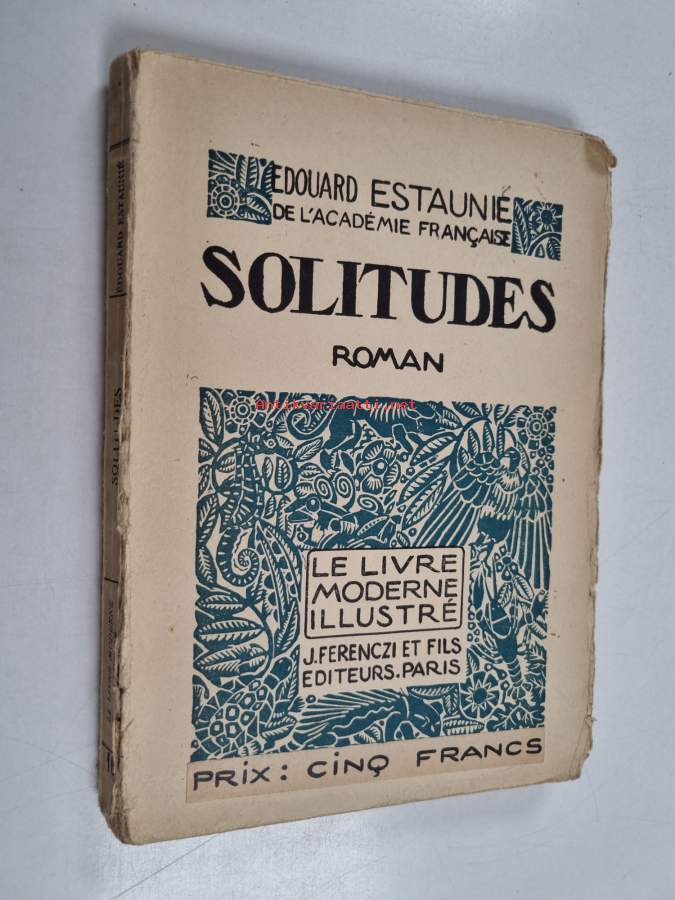 EDOUARD ESTAUNIÉ
DE L'ACADÉMIE FRANÇAISE
SOLITUDES
ROMAN
Antikvariaatti.net
LE LIVRE
MODERNE
ILLUSTRÉ
J. FERENCZI ET FILS
EDITEURS. PARIS
PRIX : CINQ FRANCS
ÉDOUARD ESTAUNIÉ
SOLITUDES